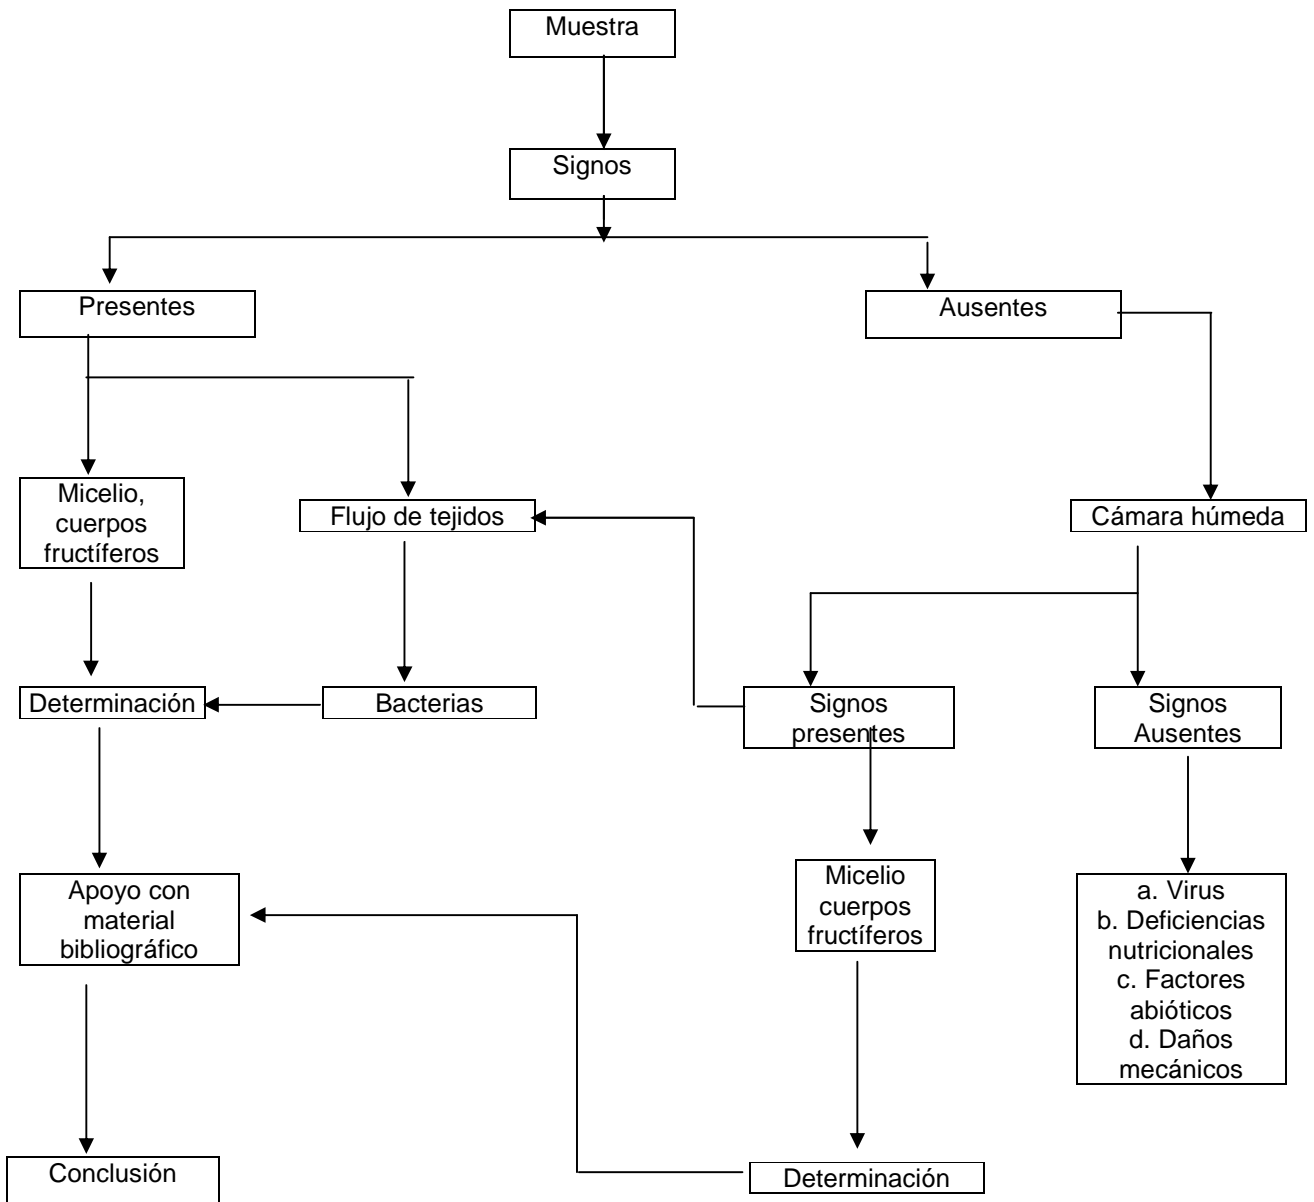 Muestra
Signos
Presentes
Ausentes
Micelio,
cuerpos
fructíferos
Flujo de tejidos
Cámara húmeda
Determinación
Bacterias
Signos
presentes
Signos
Ausentes
Apoyo con
material
bibliográfico
Micelio
cuerpos
fructíferos
a. Virus
b. Deficiencias
nutricionales
c. Factores
abióticos
d. Daños
mecánicos
Conclusión
Determinación